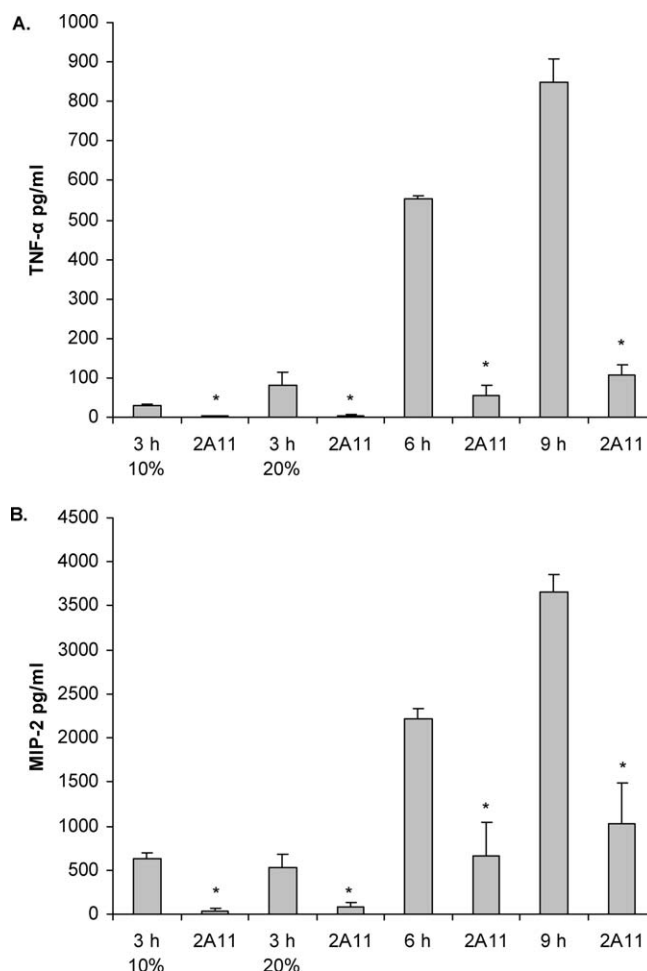 A.
1000
900
800
700
600
500
400
300
200
100
0
TNF-α pg/ml
* * * *
3 h 2A11 3 h 2A11 6 h 2A11 9 h 2A11
10% 20%
B.
4500
4000
3500
3000
2500
2000
1500
1000
500
0
MIP-2 pg/ml
* * * *
3 h 2A11 3 h 2A11 6 h 2A11 9 h 2A11
10% 20%